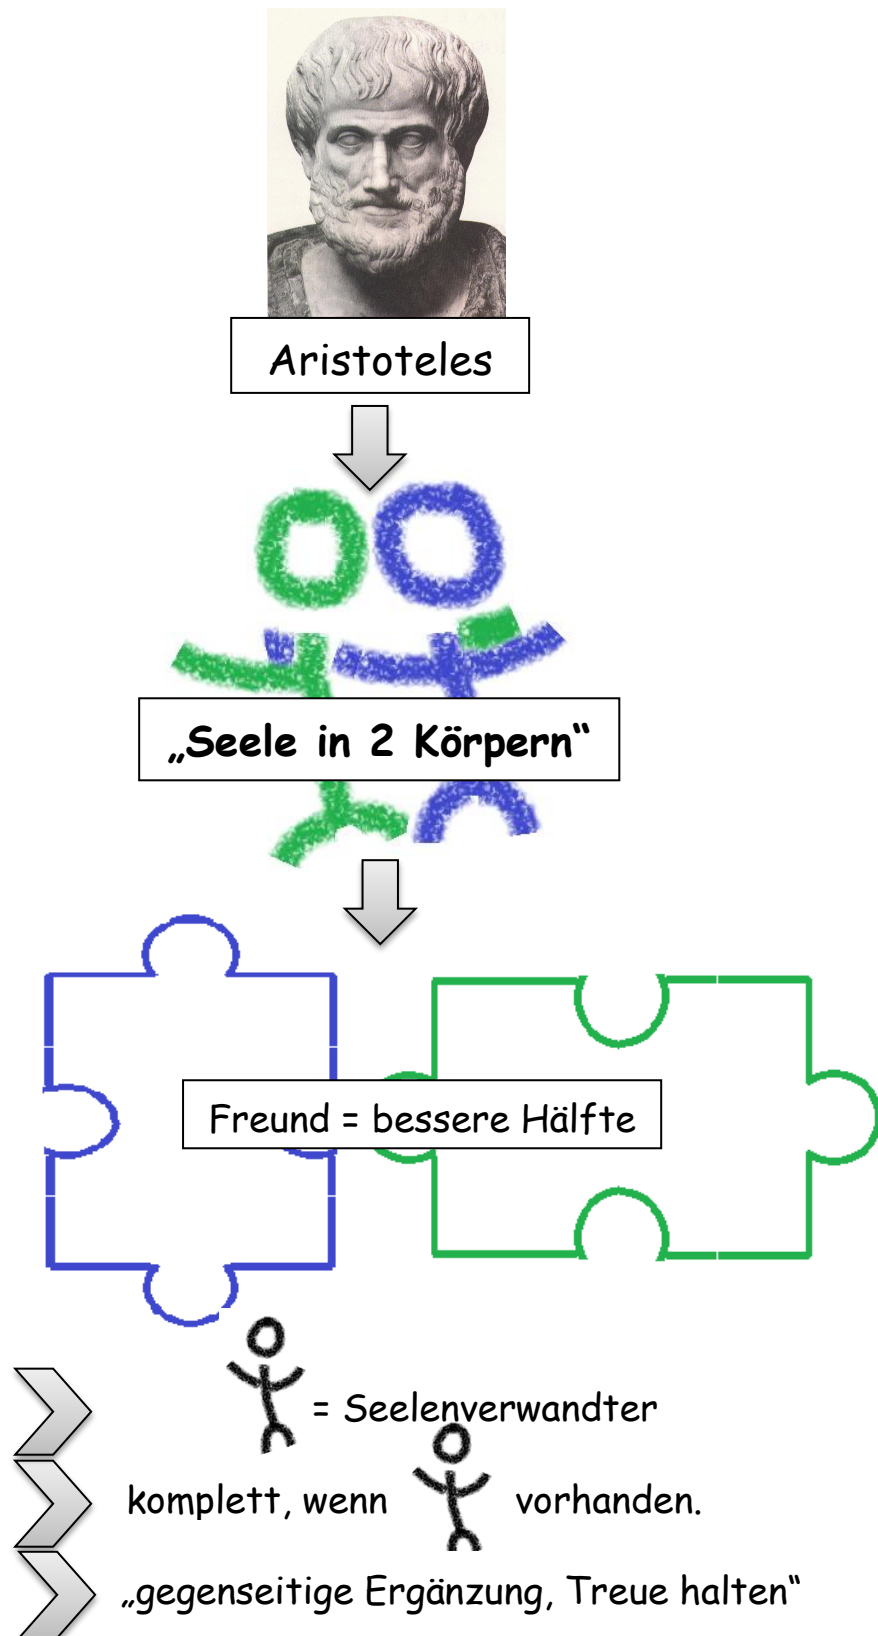 Aristoteles
„Seele in 2 Körpern“
Freund = bessere Hälfte
= Seelenverwandter
komplett, wenn vorhanden.
„gegenseitige Ergänzung, Treue halten“